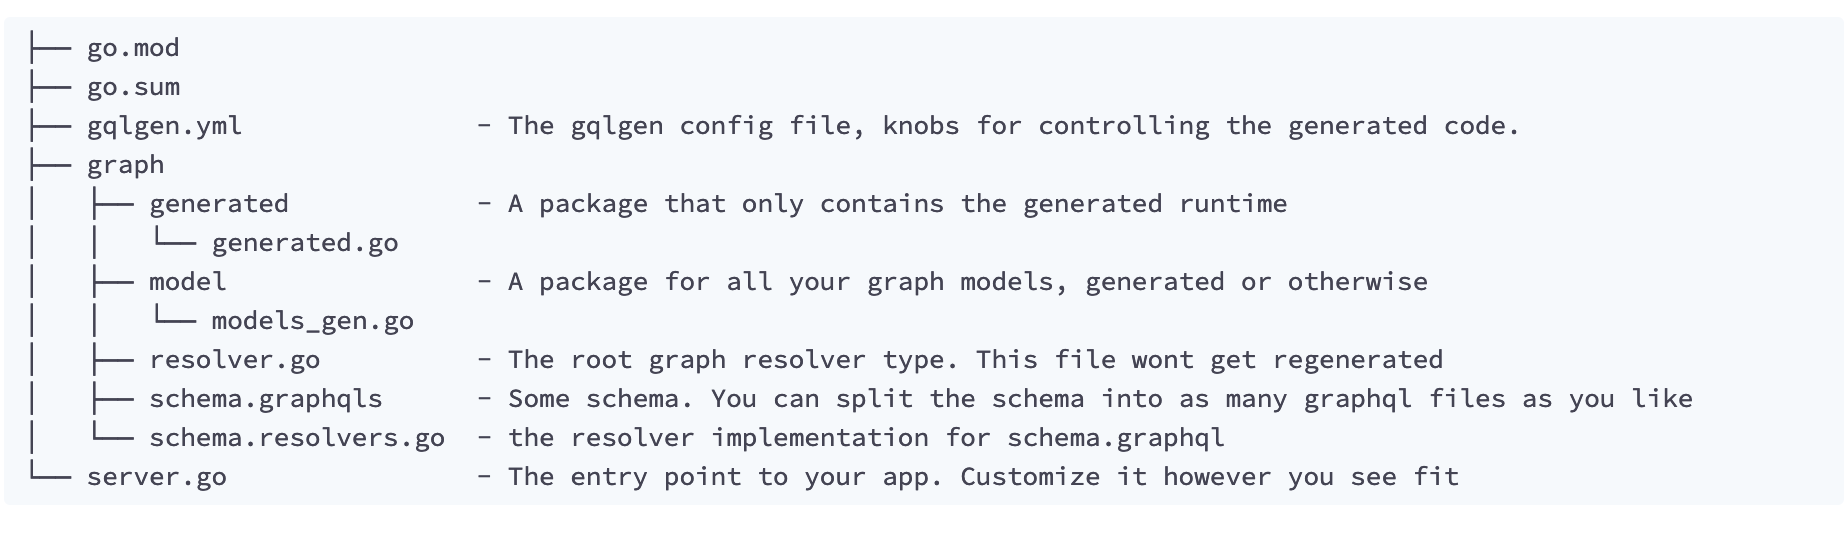 ├── go.mod
├── go.sum
├── gqlgen.yml               - The gqlgen config file, knobs for controlling the generated code.
├── graph
│   ├── generated            - A package that only contains the generated runtime
│   │   └── generated.go
│   ├── model                - A package for all your graph models, generated or otherwise
│   │   └── models_gen.go
│   ├── resolver.go          - The root graph resolver type. This file wont get regenerated
│   ├── schema.graphqls      - Some schema. You can split the schema into as many graphql files as you like
│   └── schema.resolvers.go  - the resolver implementation for schema.graphql
└── server.go                - The entry point to your app. Customize it however you see fit